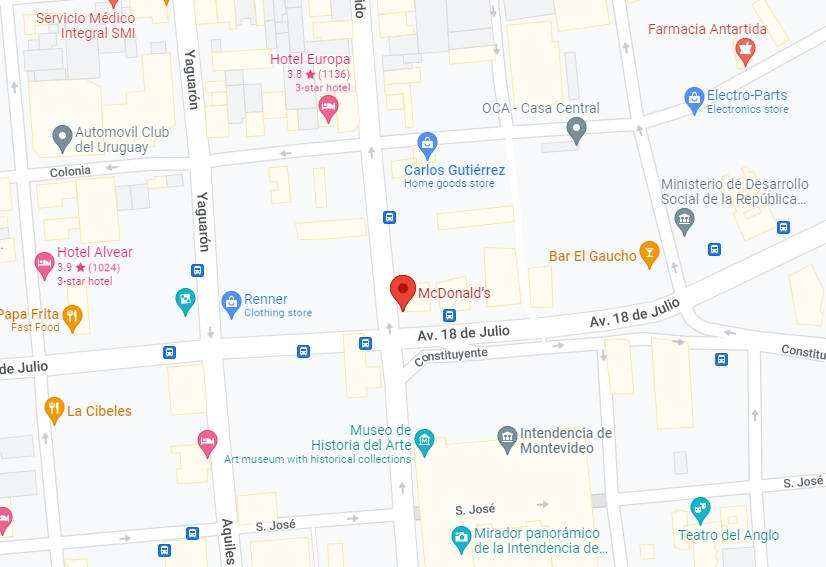 Servicio Médico
Integral SMI
Yaguarón
ido
Hotel Europa
3.8 ★ (1136)
3-star hotel
Farmacia Antartida
Electro-Parts
Electronics store
OCA - Casa Central
Automovil Club
del Uruguay
Colonia
Carlos Gutiérrez
Home goods store
Ministerio de Desarrollo
Social de la República...
Yaguarón
Hotel Alvear
3.9 ★ (1024)
3-star hotel
Bar El Gaucho
McDonald's
Renner
Clothing store
Papa Frita
Fast Food
Av. 18 de Julio
Av. 18 de Julio
Constituyente
Constitu
de Julio
La Cibeles
Museo de
Historia del Arte
Art museum with historical collections
Intendencia de
Montevideo
S. José
S. José
S. José
Aquiles
Mirador panorámico
de la Intendencia de...
Teatro del Anglo